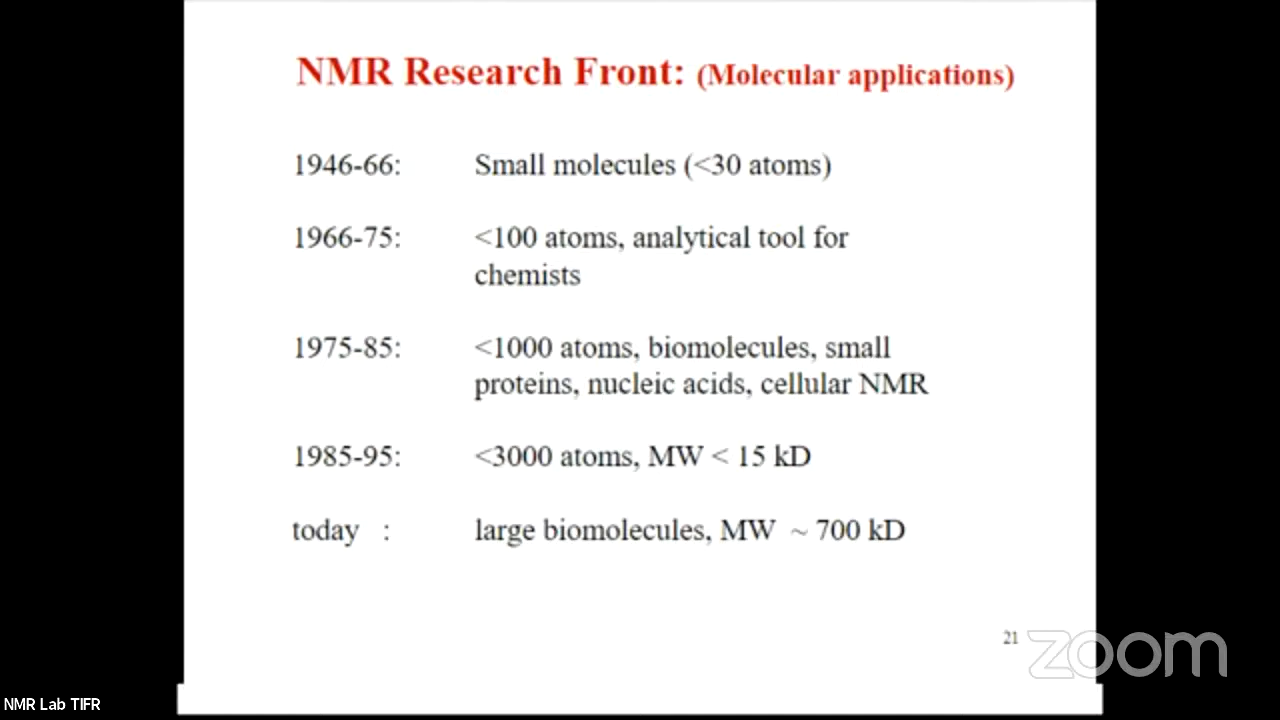 NMR Research Front: (Molecular applications)
1946-66: Small molecules (<30 atoms)
1966-75: <100 atoms, analytical tool for
chemists
1975-85: <1000 atoms, biomolecules, small
proteins, nucleic acids, cellular NMR
1985-95: <3000 atoms, MW < 15 kD
today : large biomolecules, MW ~ 700 kD
21
zoom
NMR Lab TIFR